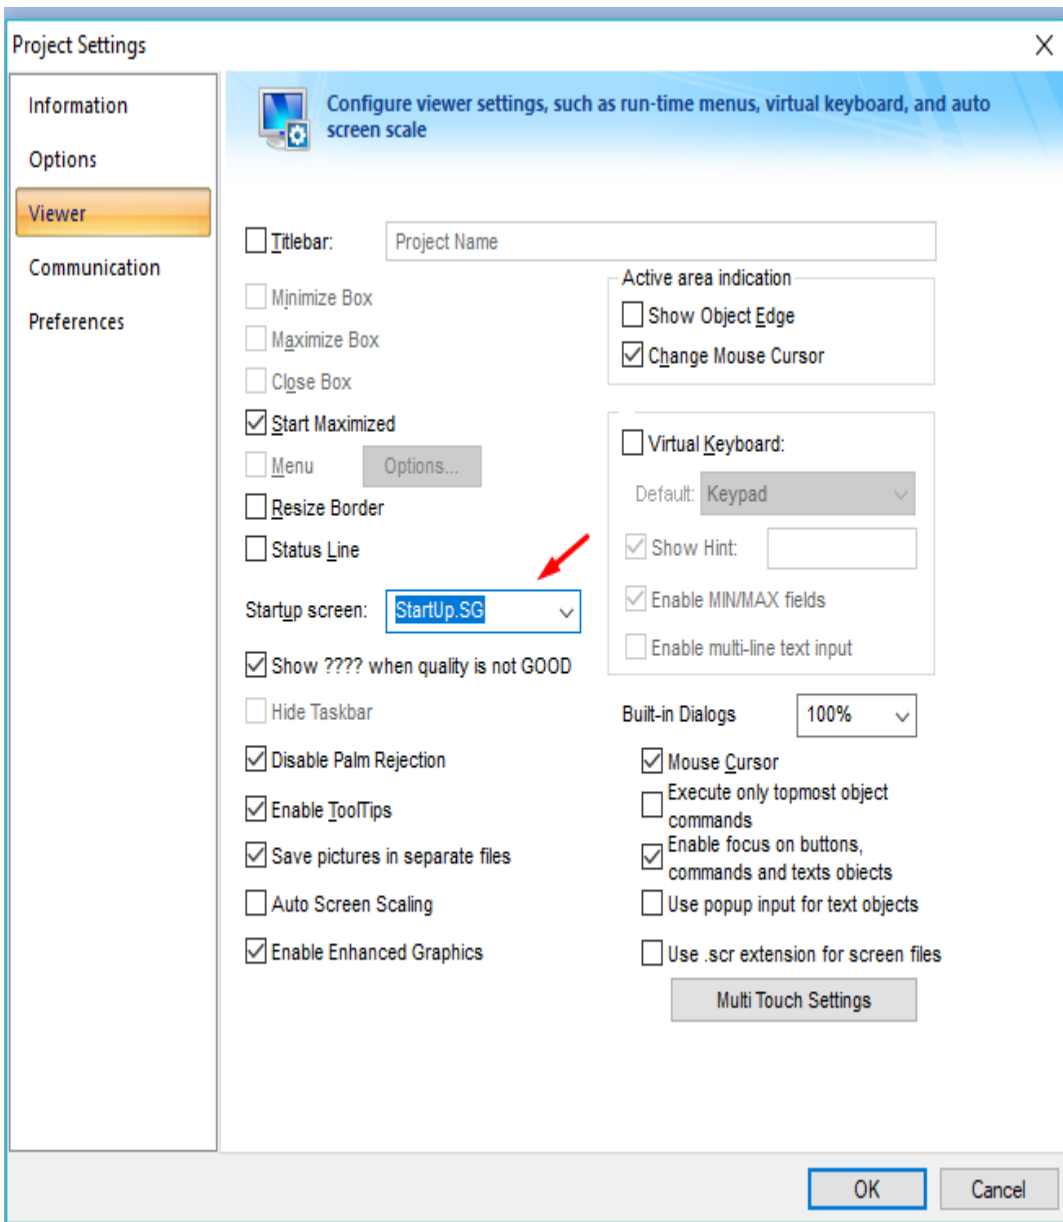 Project Settings
Information
Options
Viewer
Communication
Preferences
Configure viewer settings, such as run-time menus, virtual keyboard, and auto
screen scale
Titlebar: Project Name
Minimize Box
Maximize Box
Close Box
Start Maximized
Menu Options...
Resize Border
Status Line
Startup screen: StartUp.SG
Show ???? when quality is not GOOD
Hide Taskbar
Disable Palm Rejection
Enable ToolTips
Save pictures in separate files
Auto Screen Scaling
Enable Enhanced Graphics
Active area indication
Show Object Edge
Change Mouse Cursor
Virtual Keyboard:
Default: Keypad
Show Hint:
Enable MIN/MAX fields
Enable multi-line text input
Built-in Dialogs 100%
Mouse Cursor
Execute only topmost object
commands
Enable focus on buttons,
commands and texts objects
Use popup input for text objects
Use .scr extension for screen files
Multi Touch Settings
OK Cancel